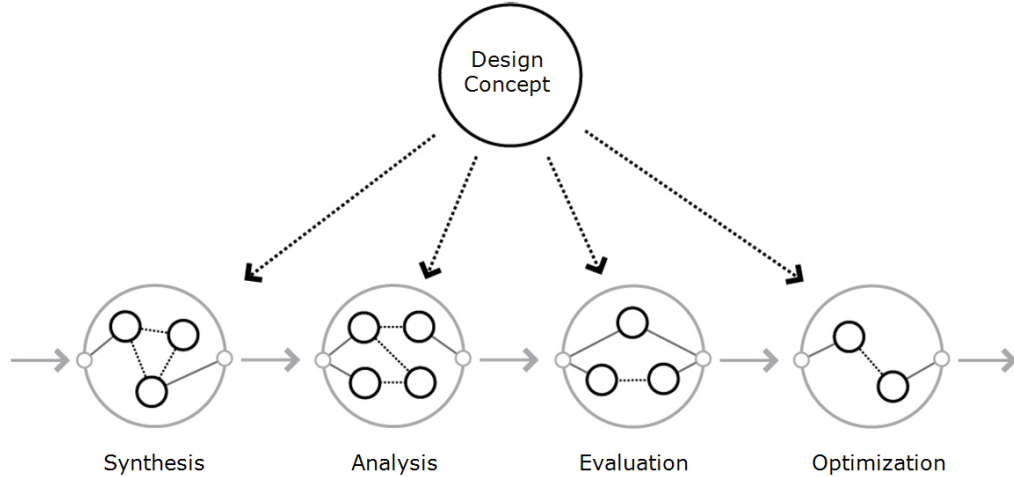 Design
Concept
Synthesis
Analysis
Evaluation
Optimization